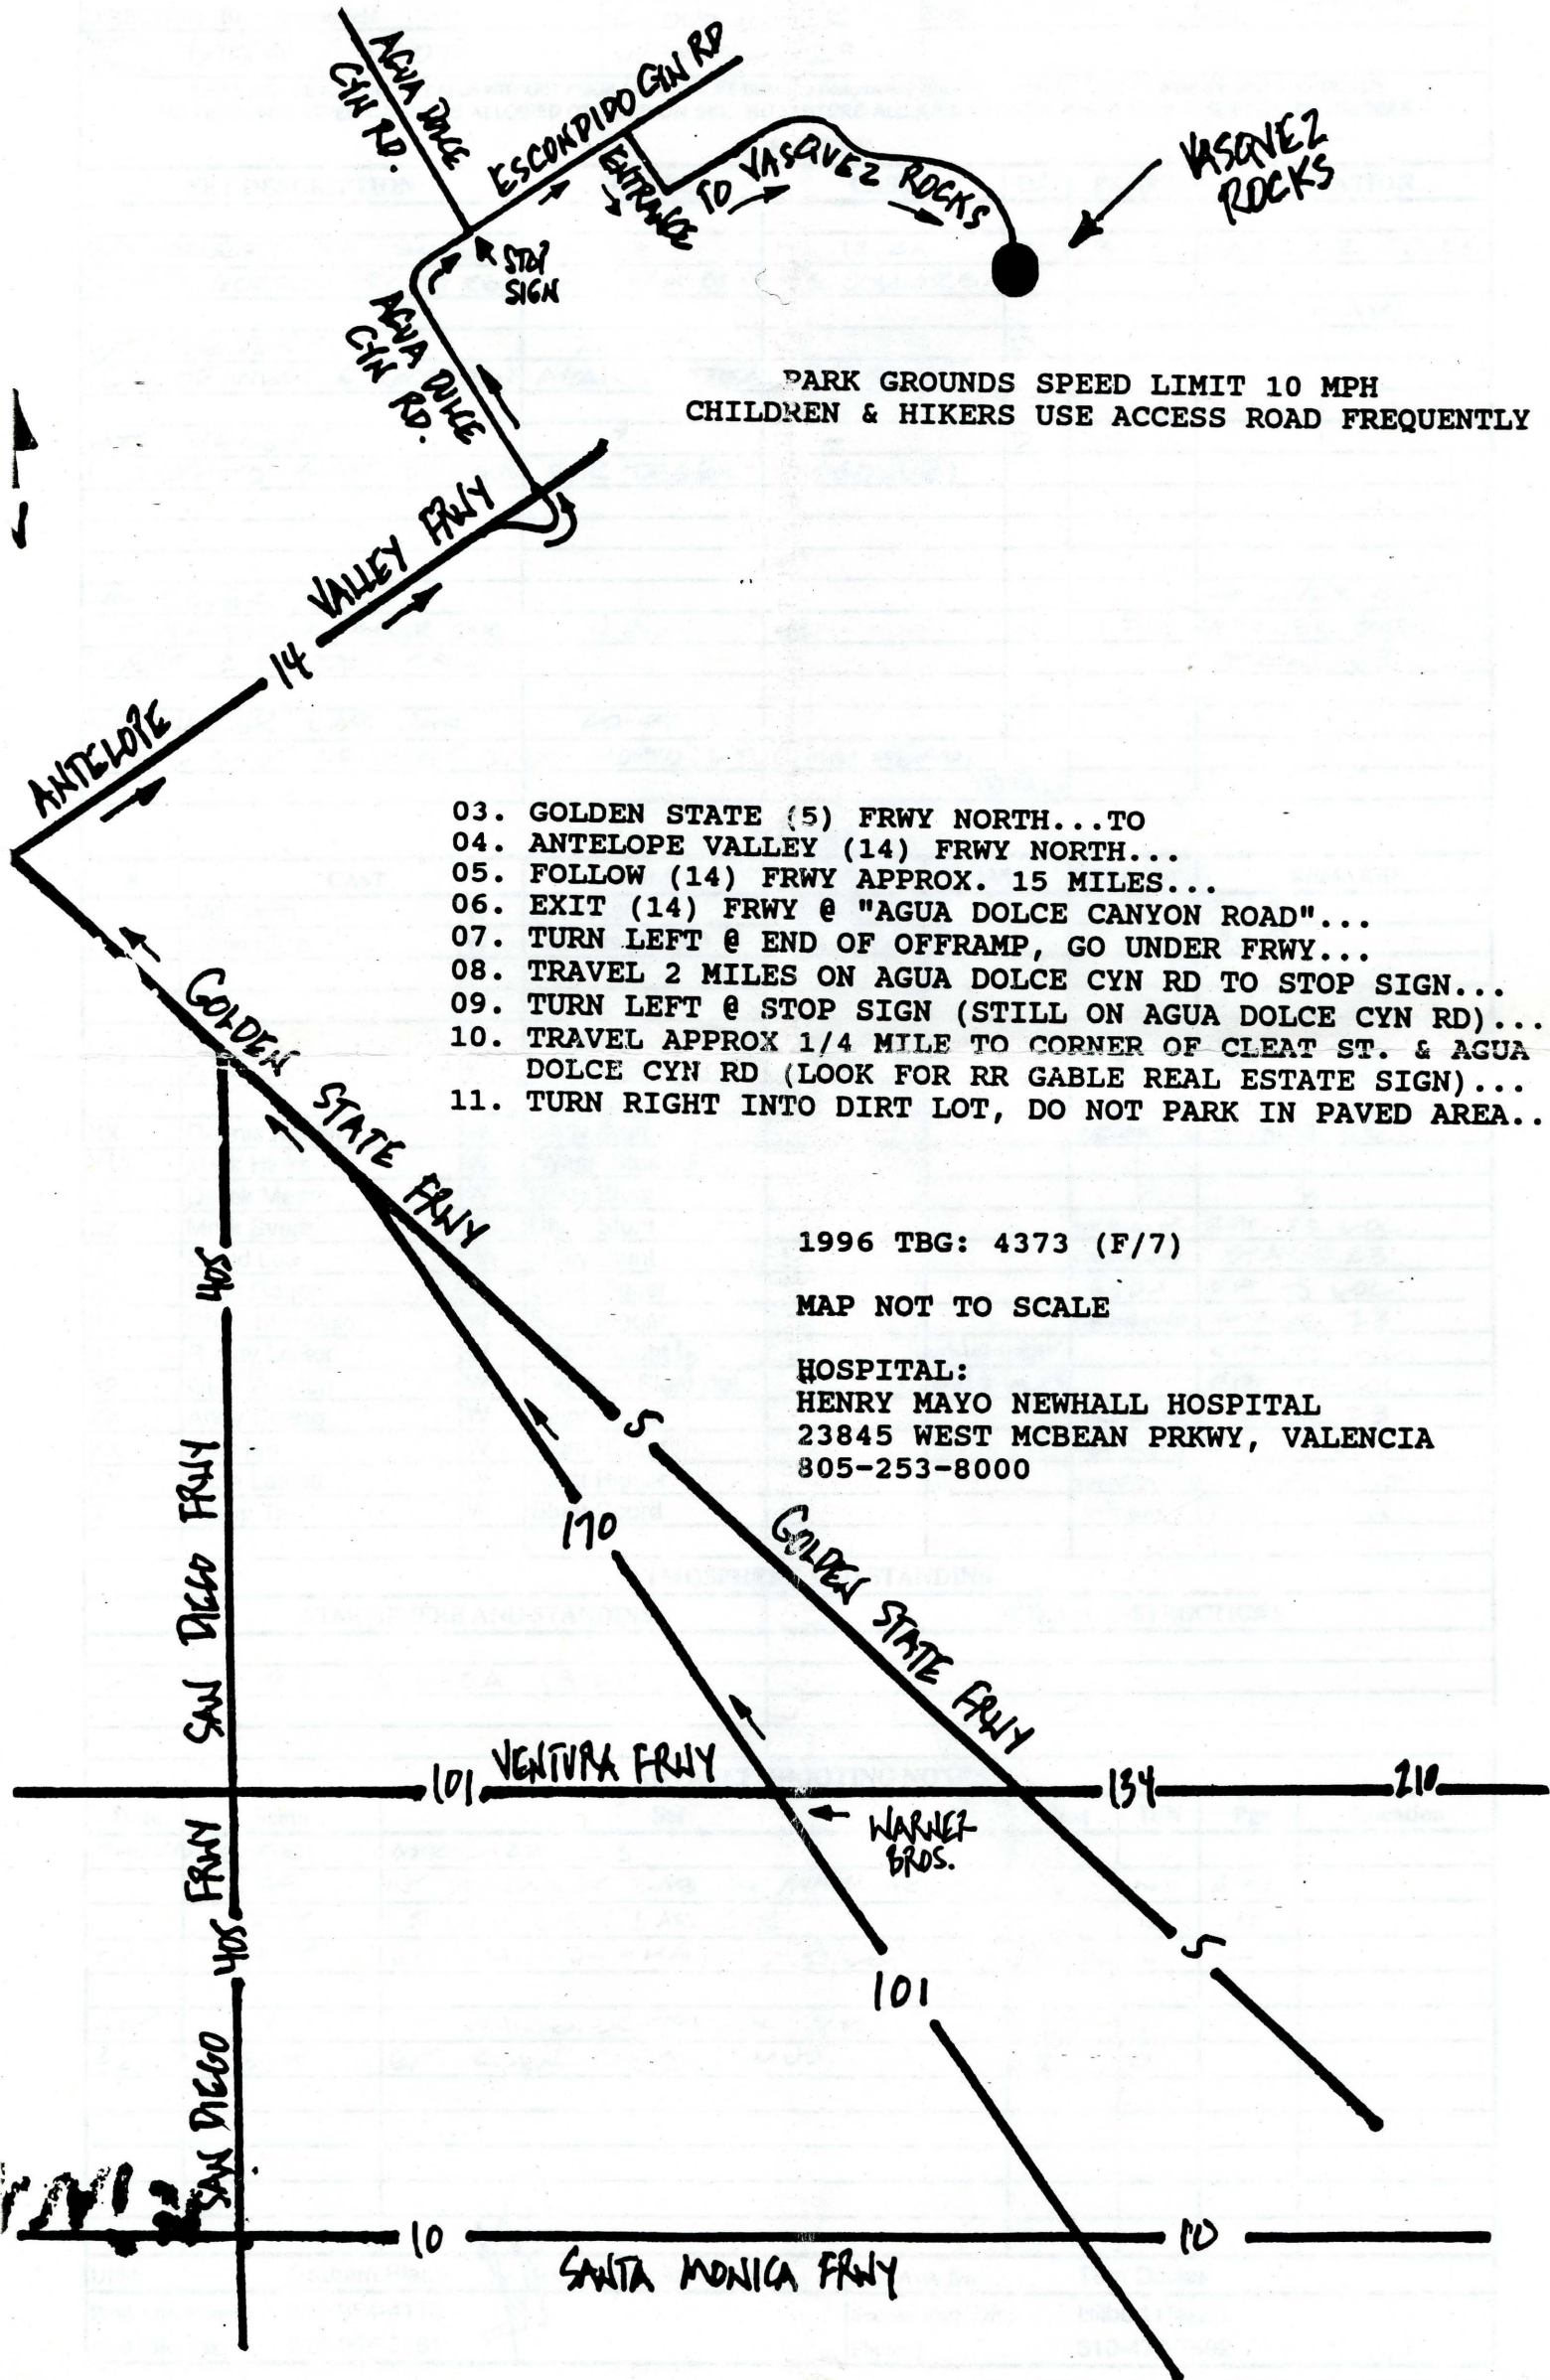 AGUA DOLCE
CYN RD.
ESCONDIDO CYN RD
ENTRANCE
TO VASQUEZ ROCKS
VASQUEZ
ROCKS
STOP
SIGN
AGUA DOLCE
CYN RD.
PARK GROUNDS SPEED LIMIT 10 MPH
CHILDREN & HIKERS USE ACCESS ROAD FREQUENTLY
ANTELOPE
14
VALLEY FRWY
03. GOLDEN STATE (5) FRWY NORTH...TO
04. ANTELOPE VALLEY (14) FRWY NORTH...
05. FOLLOW (14) FRWY APPROX. 15 MILES...
06. EXIT (14) FRWY @ "AGUA DOLCE CANYON ROAD"...
07. TURN LEFT @ END OF OFFRAMP, GO UNDER FRWY...
08. TRAVEL 2 MILES ON AGUA DOLCE CYN RD TO STOP SIGN...
09. TURN LEFT @ STOP SIGN (STILL ON AGUA DOLCE CYN RD)...
10. TRAVEL APPROX 1/4 MILE TO CORNER OF CLEAT ST. & AGUA
DOLCE CYN RD (LOOK FOR RR GABLE REAL ESTATE SIGN)...
11. TURN RIGHT INTO DIRT LOT, DO NOT PARK IN PAVED AREA..
GOLDEN STATE FRWY
1996 TBG: 4373 (F/7)
MAP NOT TO SCALE
HOSPITAL:
HENRY MAYO NEWHALL HOSPITAL
23845 WEST MCBEAN PRKWY, VALENCIA
805-253-8000
405
5
170
SAN DIEGO FRWY
GOLDEN STATE FRWY
101
VENTURA FRWY
134
210
WARNER
BROS.
405
SAN DIEGO FRWY
5
101
10
10
SANTA MONICA FRWY